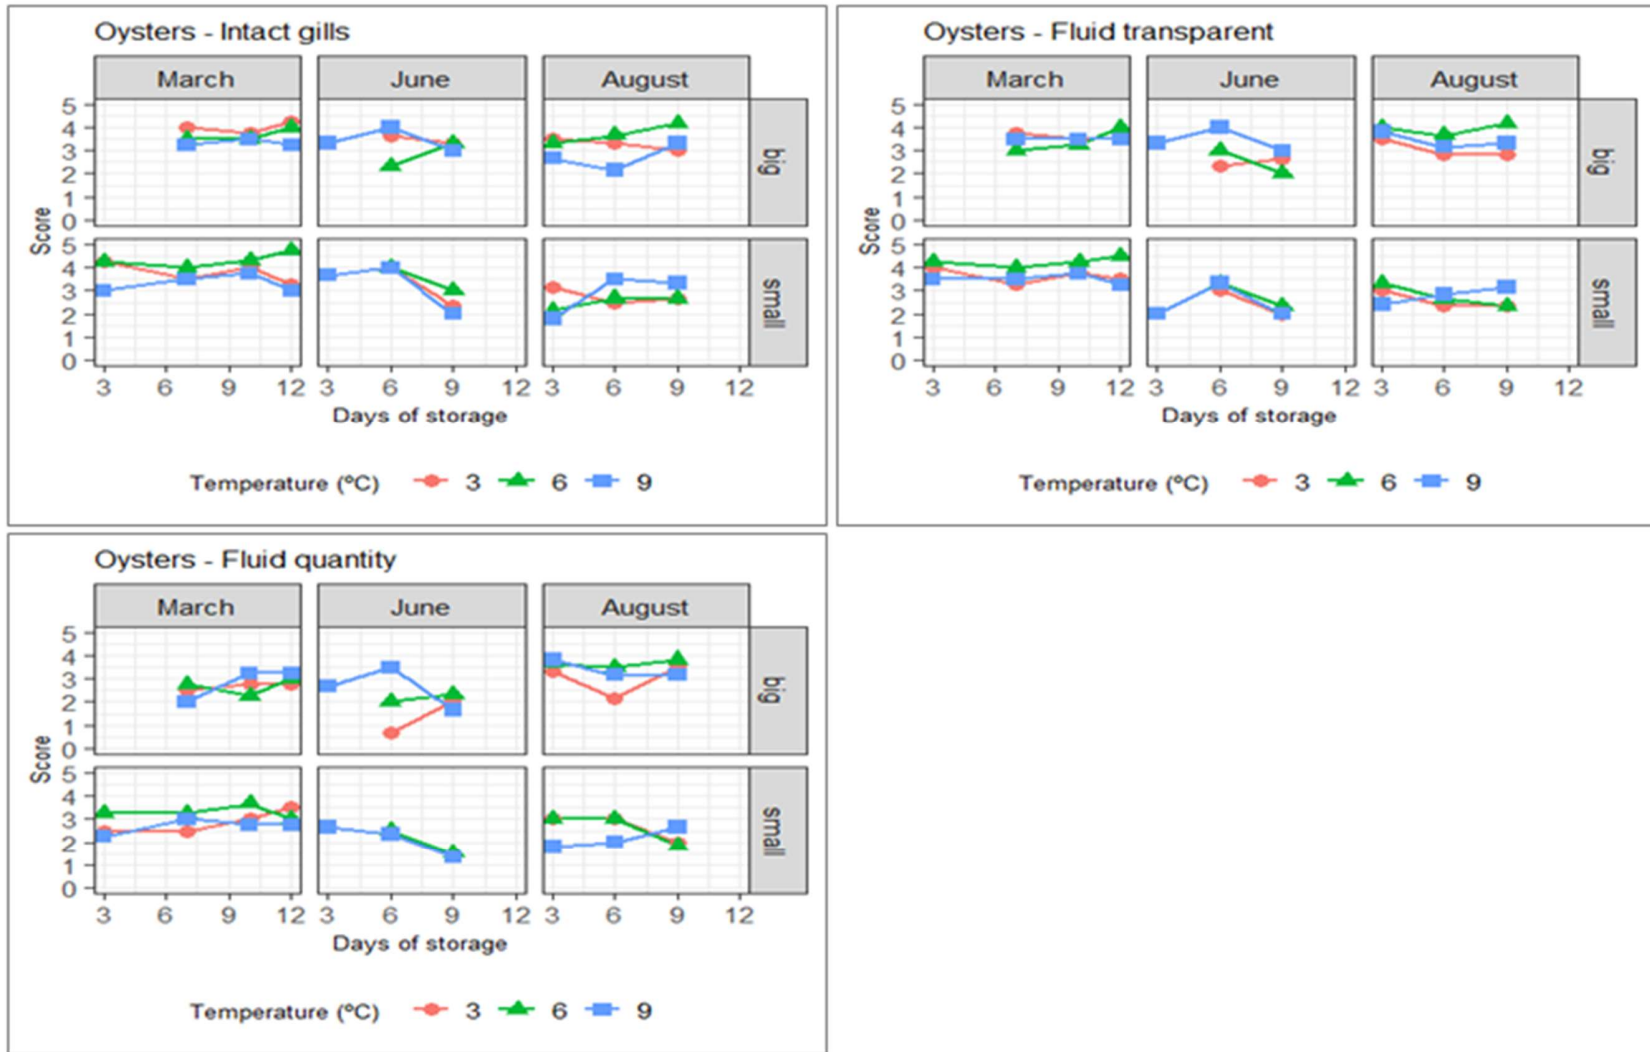 Oysters - Intact gills
March June August
5
4
3
2
1
0
big
Score
5
4
3
2
1
0
small
3 6 9 12 3 6 9 12 3 6 9 12
Days of storage
Temperature (ºC) 3 6 9
Oysters - Fluid transparent
March June August
5
4
3
2
1
0
big
Score
5
4
3
2
1
0
small
3 6 9 12 3 6 9 12 3 6 9 12
Days of storage
Temperature (ºC) 3 6 9
Oysters - Fluid quantity
March June August
5
4
3
2
1
0
big
Score
5
4
3
2
1
0
small
3 6 9 12 3 6 9 12 3 6 9 12
Days of storage
Temperature (ºC) 3 6 9